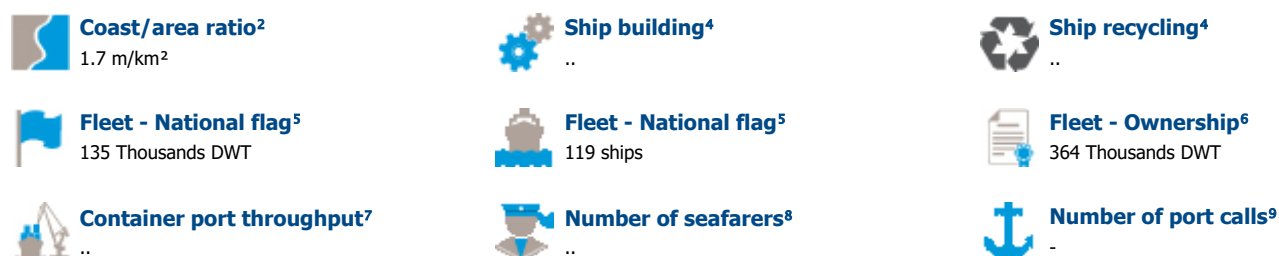 Coast/area ratio²
1.7 m/km²
Ship building⁴
..
Ship recycling⁴
..
Fleet - National flag⁵
135 Thousands DWT
Fleet - National flag⁵
119 ships
Fleet - Ownership⁶
364 Thousands DWT
Container port throughput⁷
..
Number of seafarers⁸
..
Number of port calls⁹
-